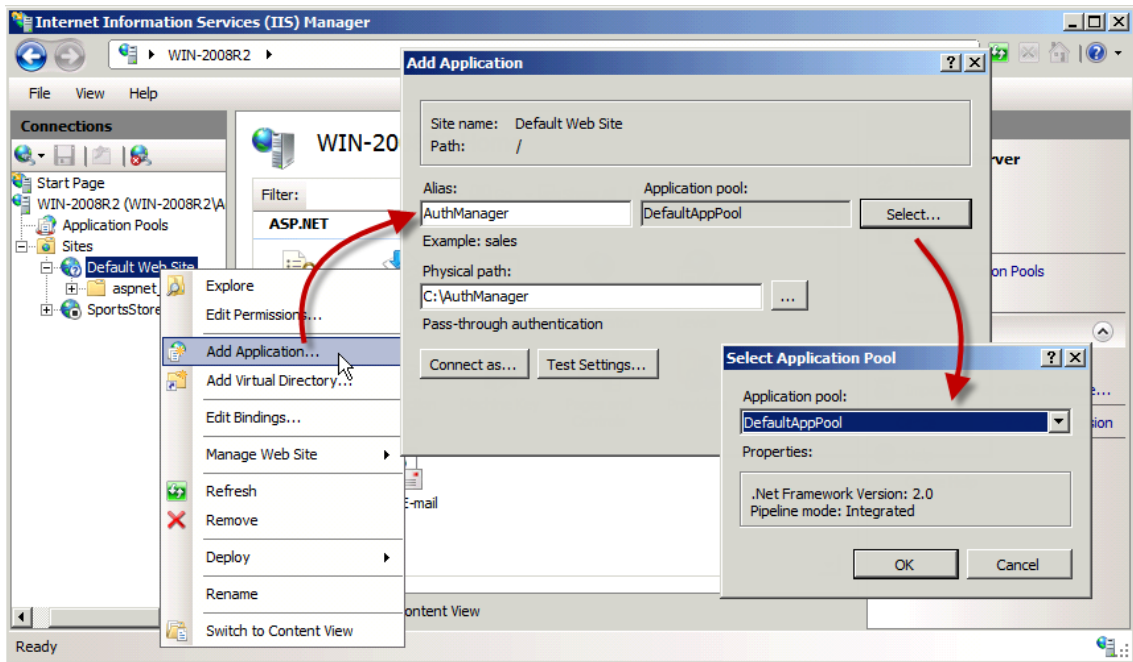 Internet Information Services (IIS) Manager
WIN-2008R2
File View Help
Connections
Start Page
WIN-2008R2 (WIN-2008R2\A
Application Pools
Sites
Default Web Site
aspnet_
SportsStore
WIN-20
Filter:
ASP.NET
E-mail
ontent View
Explore
Edit Permissions...
Add Application...
Add Virtual Directory...
Edit Bindings...
Manage Web Site
Refresh
Remove
Deploy
Rename
Switch to Content View
Add Application
Site name: Default Web Site
Path: /
Alias: Application pool:
AuthManager DefaultAppPool Select...
Example: sales
Physical path:
C:\AuthManager ...
Pass-through authentication
Connect as... Test Settings...
Select Application Pool
Application pool:
DefaultAppPool
Properties:
.Net Framework Version: 2.0
Pipeline mode: Integrated
OK Cancel
on Pools
Ready